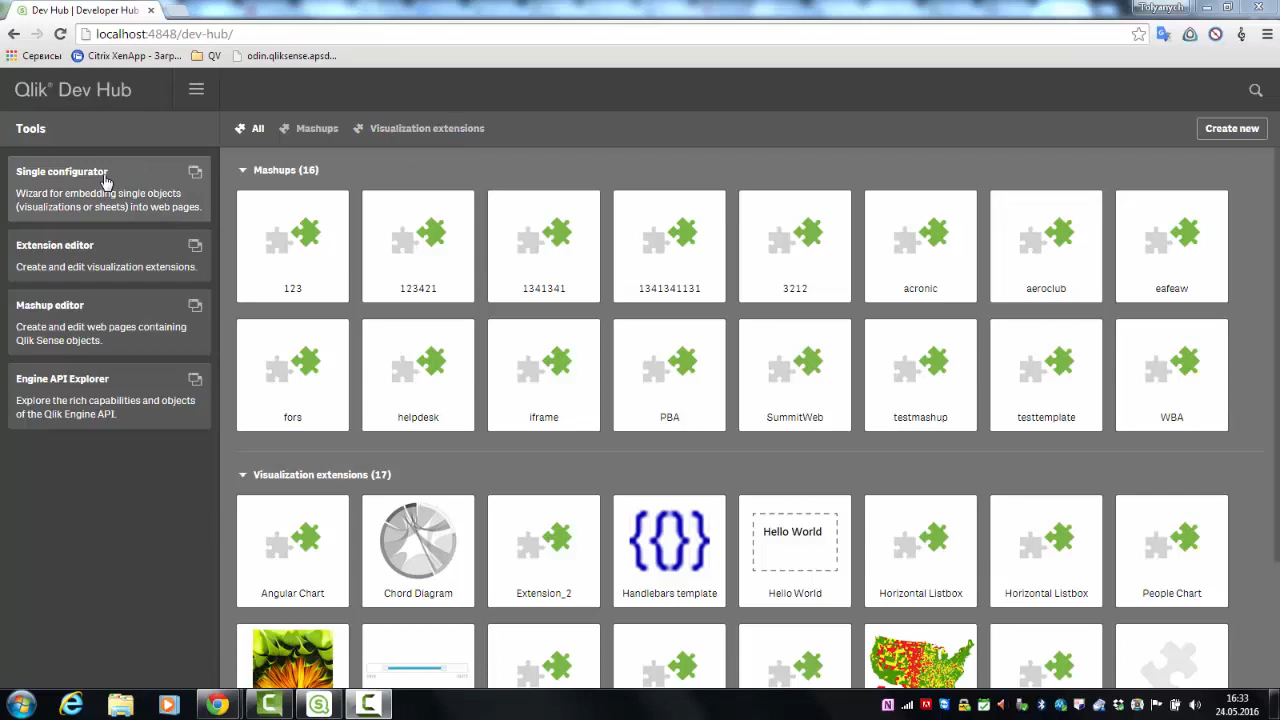 Dev Hub | Developer Hub
Tolyanych
localhost:4848/dev-hub/
Сервисы
Citrix XenApp - Загр...
QV
odin.qliksense.apsd...
Qlik® Dev Hub
Tools
All
Mashups
Visualization extensions
Create new
Single configurator
Wizard for embedding single objects
(visualizations or sheets) into web pages.
Extension editor
Create and edit visualization extensions.
Mashup editor
Create and edit web pages containing
Qlik Sense objects.
Engine API Explorer
Explore the rich capabilities and objects
of the Qlik Engine API.
Mashups (16)
123
123421
1341341
1341341131
3212
acronic
aeroclub
eafeaw
fors
helpdesk
iframe
PBA
SummitWeb
testmashup
testtemplate
WBA
Visualization extensions (17)
Hello World
Angular Chart
Chord Diagram
Extension_2
Handlebars template
Hello World
Horizontal Listbox
Horizontal Listbox
People Chart
16:33
24.05.2016